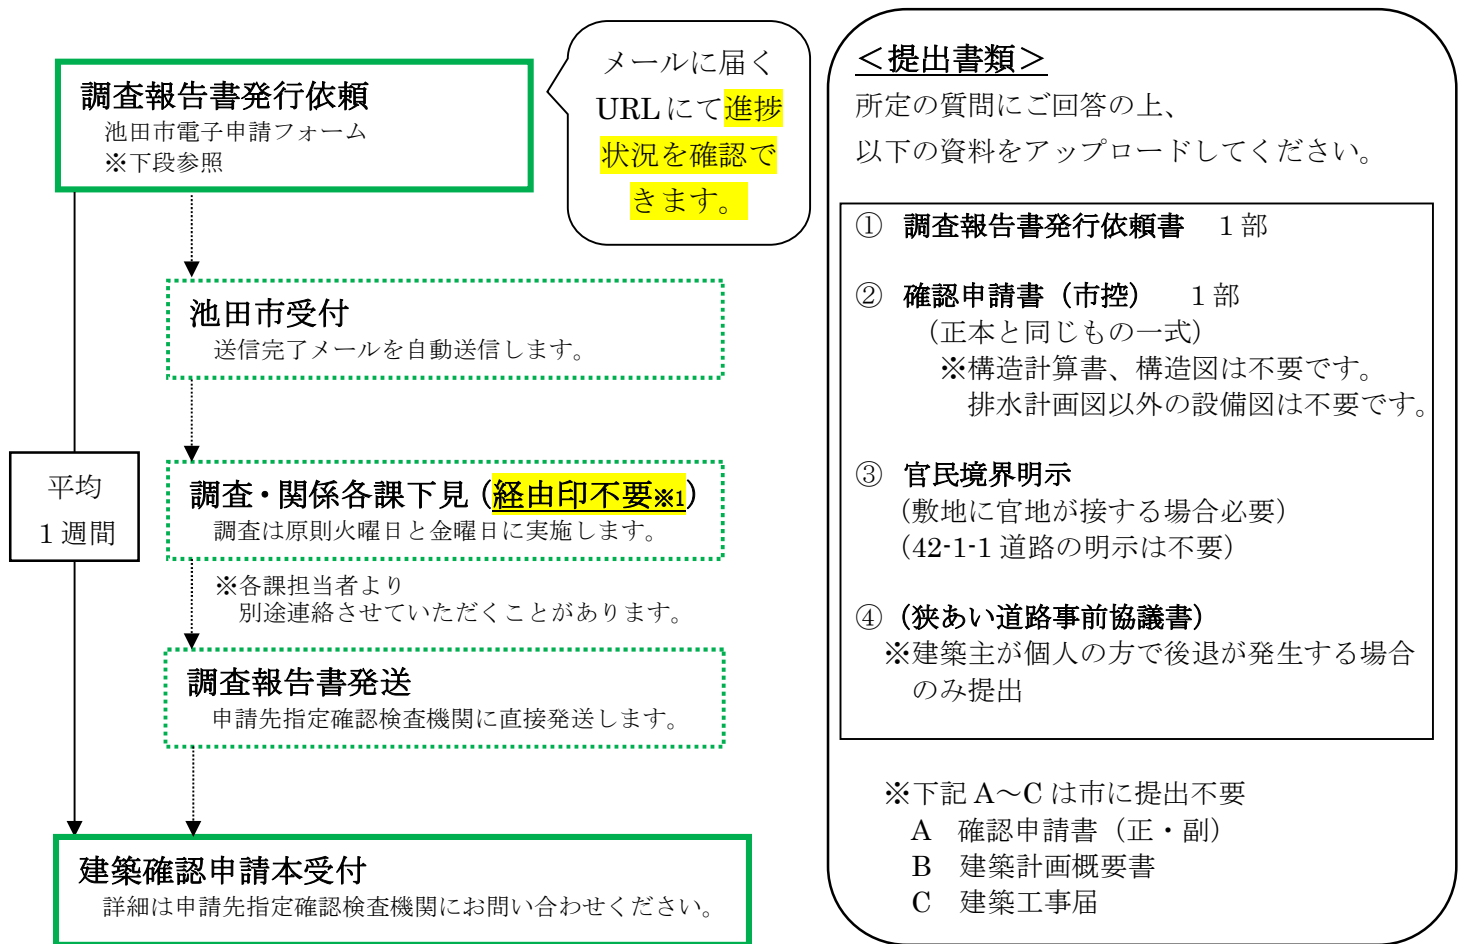 調査報告書発行依頼
池田市電子申請フォーム
※下段参照
メールに届く
URLにて進捗
状況を確認で
きます。
池田市受付
送信完了メールを自動送信します。
平均
1週間
調査・関係各課下見（経由印不要※1）
調査は原則火曜日と金曜日に実施します。
※各課担当者より
別途連絡させていただくことがあります。
調査報告書発送
申請先指定確認検査機関に直接発送します。
建築確認申請本受付
詳細は申請先指定確認検査機関にお問い合わせください。
＜提出書類＞
所定の質問にご回答の上、
以下の資料をアップロードしてください。
① 調査報告書発行依頼書　1部
② 確認申請書（市控）　1部
（正本と同じもの一式）
※構造計算書、構造図は不要です。
排水計画図以外の設備図は不要です。
③ 官民境界明示
（敷地に官地が接する場合必要）
（42-1-1道路の明示は不要）
④（狭あい道路事前協議書）
※建築主が個人の方で後退が発生する場合
のみ提出
※下記A～Cは市に提出不要
A　確認申請書（正・副）
B　建築計画概要書
C　建築工事届